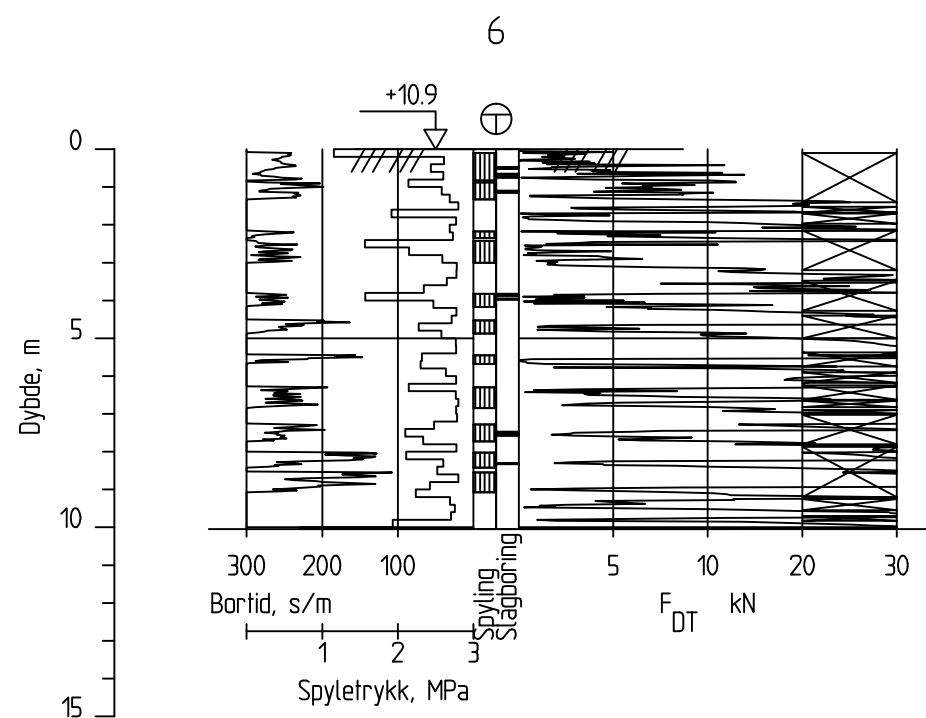 6
+10.9
0
5
10
15
Dybde, m
300 200 100
Bortid, s/m
1 2 3
Spyletrykk, MPa
Spyling
Slagboring
5 10 20 30
FDT kN